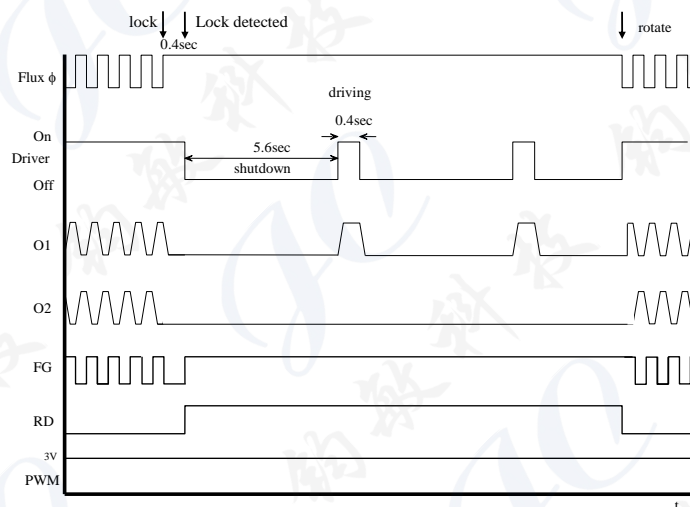 lock
Lock detected
rotate
0.4sec
Flux ϕ
driving
0.4sec
On
Driver
Off
5.6sec
shutdown
O1
O2
FG
RD
3V
PWM
t